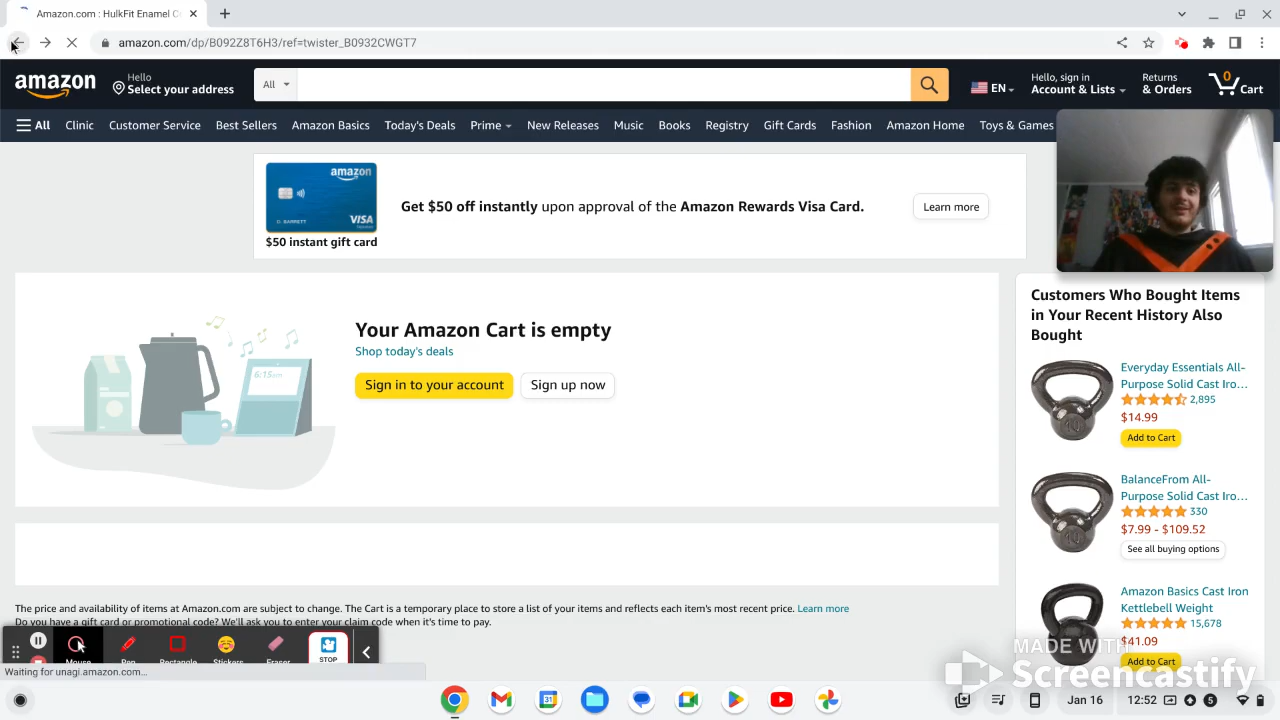 Amazon.com : HulkFit Enamel C
amazon.com/dp/B092Z8T6H3/ref=twister_B0932CWGT7
amazon
Hello
Select your address
All
EN
Hello, sign in
Account & Lists
Returns
& Orders
0
Cart
All
Clinic
Customer Service
Best Sellers
Amazon Basics
Today's Deals
Prime
New Releases
Music
Books
Registry
Gift Cards
Fashion
Amazon Home
Toys & Games
amazon
VISA
$50 instant gift card
Get $50 off instantly upon approval of the Amazon Rewards Visa Card.
Learn more
Your Amazon Cart is empty
Shop today's deals
Sign in to your account
Sign up now
6:15
Customers Who Bought Items
in Your Recent History Also
Bought
Everyday Essentials All-
Purpose Solid Cast Iro...
2,895
$14.99
Add to Cart
BalanceFrom All-
Purpose Solid Cast Iro...
330
$7.99 - $109.52
See all buying options
Amazon Basics Cast Iron
Kettlebell Weight
15,678
$41.09
Add to Cart
The price and availability of items at Amazon.com are subject to change. The Cart is a temporary place to store a list of your items and reflects each item's most recent price. Learn more
Do you have a gift card or promotional code? We'll ask you to enter your claim code when it's time to pay.
Mouse
Pen
Rectangle
Stickers
Eraser
STOP
Waiting for unagi.amazon.com...
MADE WITH
Screencastify
Jan 16
12:52
5